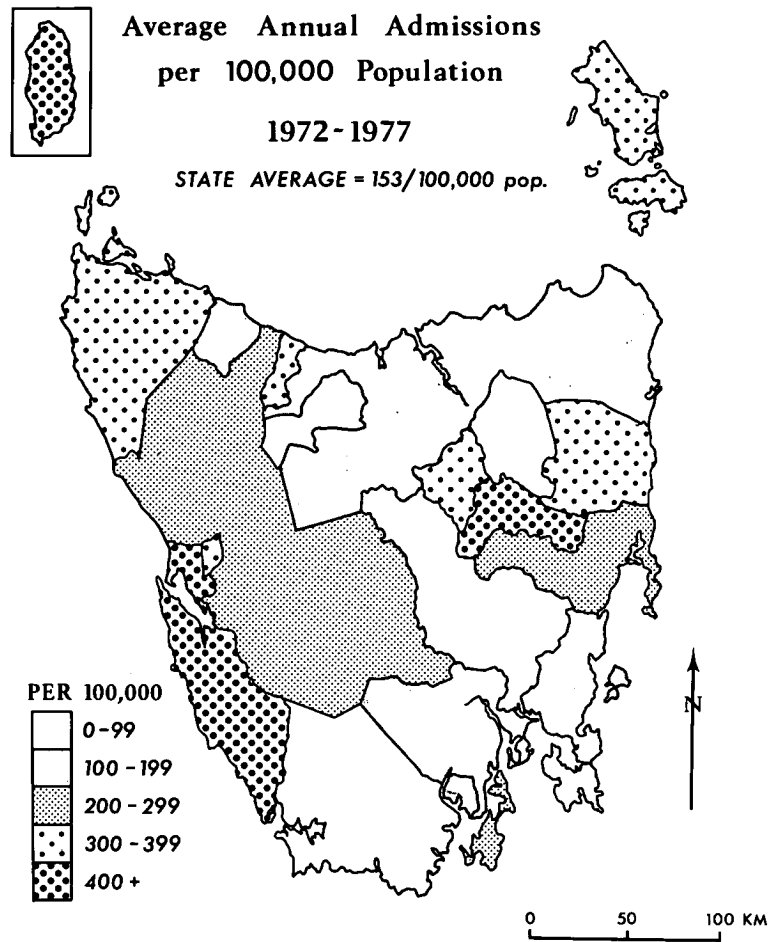 Average Annual Admissions
per 100,000 Population
1972-1977
STATE AVERAGE = 153/100,000 pop.
PER 100,000
0-99
100-199
200-299
300-399
400+
N
0 50 100 KM